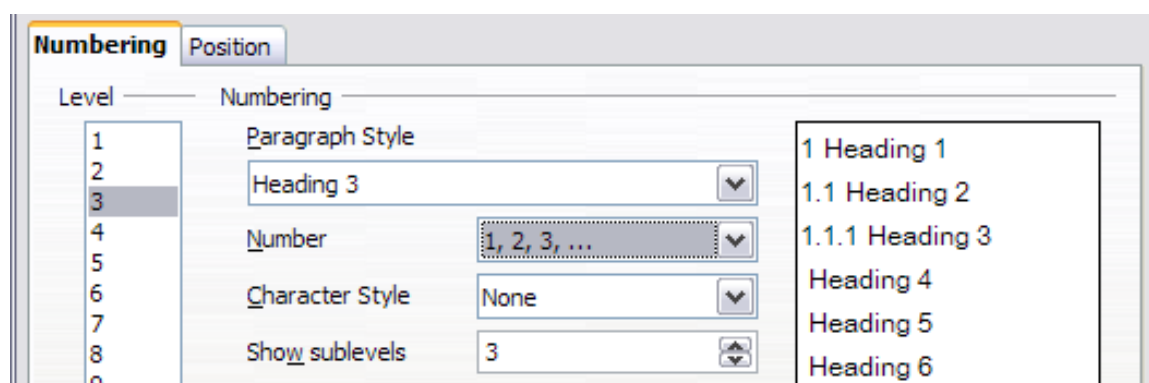 Numbering Position
Level Numbering
1
2
3
4
5
6
7
8
Paragraph Style
Heading 3
Number 1, 2, 3, ...
Character Style None
Show sublevels 3
1 Heading 1
1.1 Heading 2
1.1.1 Heading 3
Heading 4
Heading 5
Heading 6